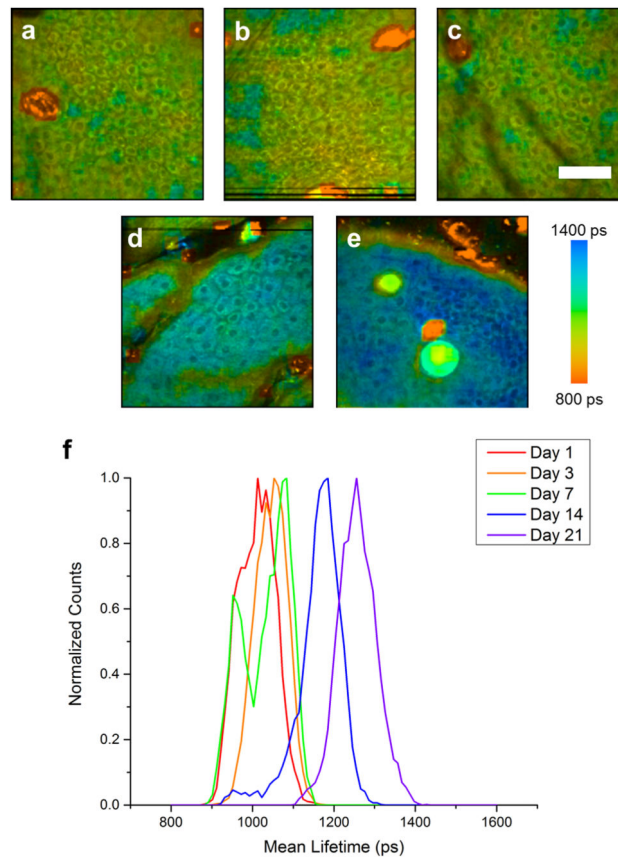 a
b
c
d
e
1400 ps
800 ps
f
Day 1
Day 3
Day 7
Day 14
Day 21
1.0
0.8
0.6
0.4
0.2
0.0
Normalized Counts
800 1000 1200 1400 1600
Mean Lifetime (ps)